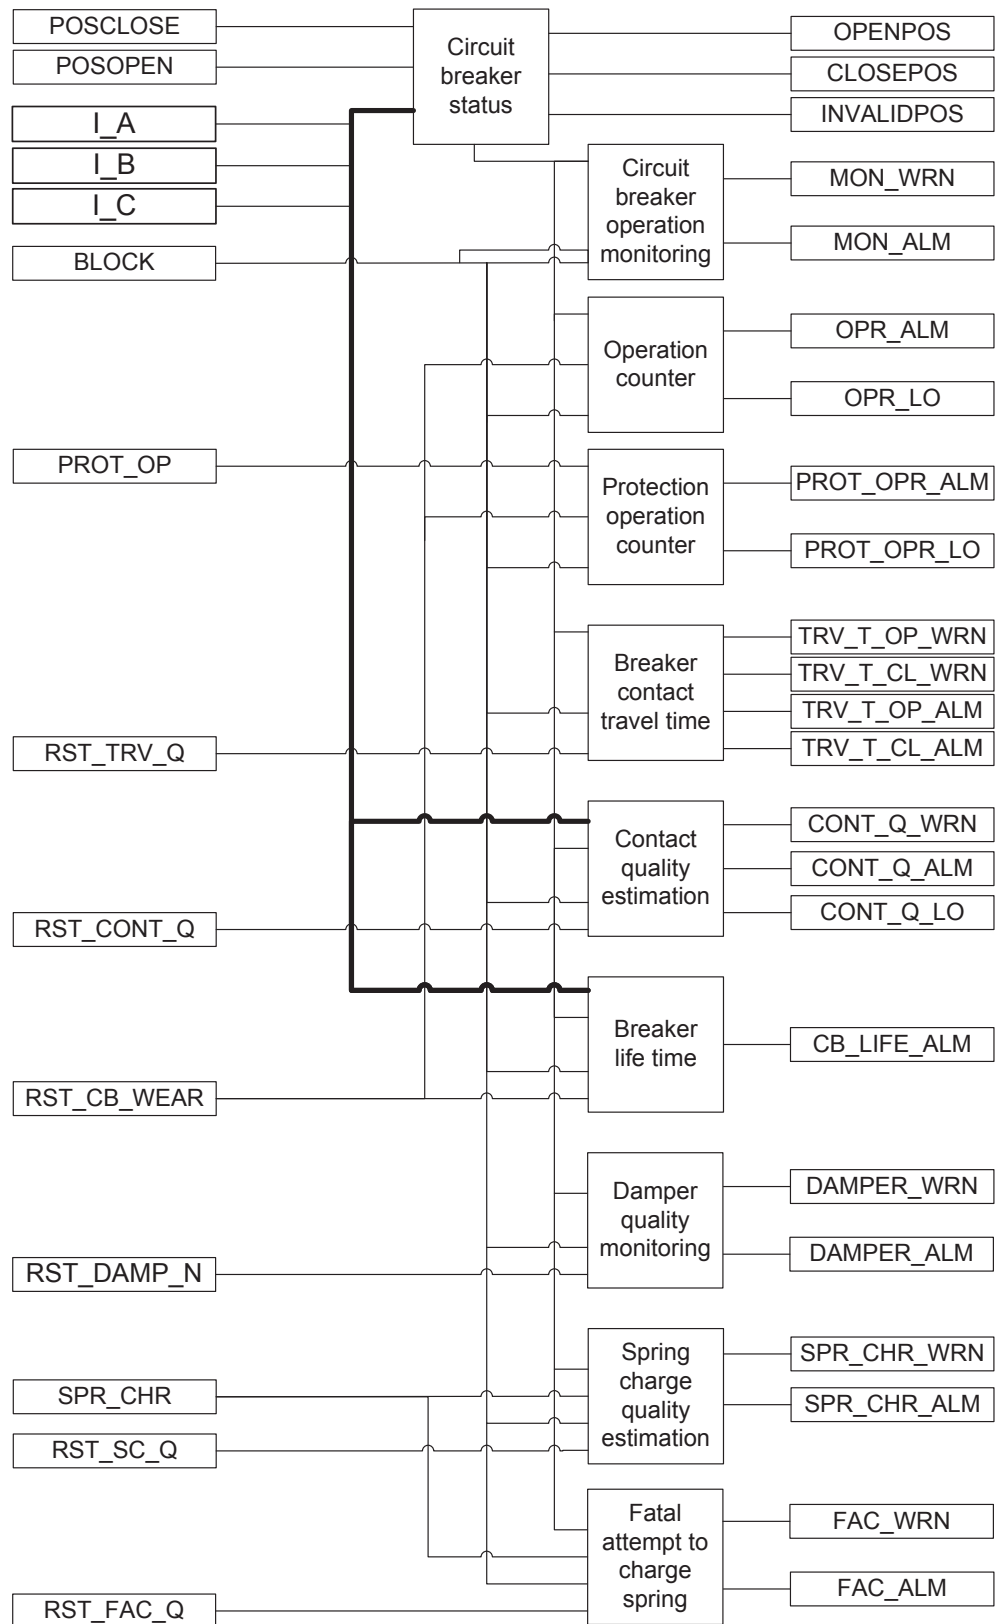 POSCLOSE
POSOPEN
I_A
I_B
I_C
BLOCK
PROT_OP
RST_TRV_Q
RST_CONT_Q
RST_CB_WEAR
RST_DAMP_N
SPR_CHR
RST_SC_Q
RST_FAC_Q
Circuit
breaker
status
Circuit
breaker
operation
monitoring
Operation
counter
Protection
operation
counter
Breaker
contact
travel time
Contact
quality
estimation
Breaker
life time
Damper
quality
monitoring
Spring
charge
quality
estimation
Fatal
attempt to
charge
spring
OPENPOS
CLOSEPOS
INVALIDPOS
MON_WRN
MON_ALM
OPR_ALM
OPR_LO
PROT_OPR_ALM
PROT_OPR_LO
TRV_T_OP_WRN
TRV_T_CL_WRN
TRV_T_OP_ALM
TRV_T_CL_ALM
CONT_Q_WRN
CONT_Q_ALM
CONT_Q_LO
CB_LIFE_ALM
DAMPER_WRN
DAMPER_ALM
SPR_CHR_WRN
SPR_CHR_ALM
FAC_WRN
FAC_ALM